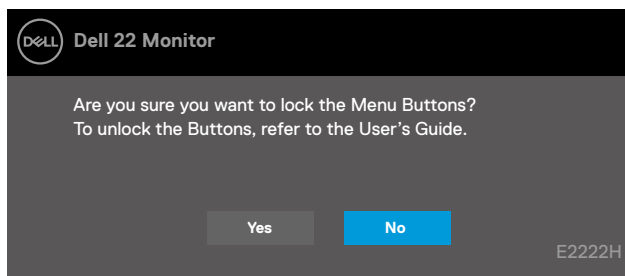 DELL Dell 22 Monitor
Are you sure you want to lock the Menu Buttons?
To unlock the Buttons, refer to the User’s Guide.
Yes No
E2222H